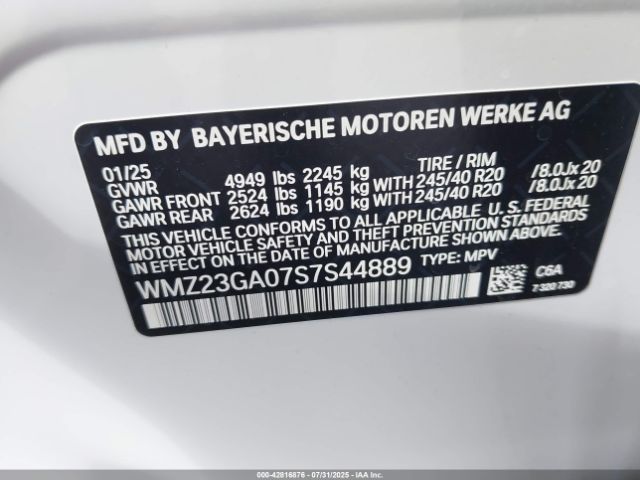 MFD BY BAYERISCHE MOTOREN WERKE AG
01/25 TIRE / RIM
GVWR 4949 lbs 2245 kg
GAWR FRONT 2524 lbs 1145 kg WITH 245/40 R20 /8.0Jx20
GAWR REAR 2624 lbs 1190 kg WITH 245/40 R20 /8.0Jx20
THIS VEHICLE CONFORMS TO ALL APPLICABLE U. S. FEDERAL
MOTOR VEHICLE SAFETY AND THEFT PREVENTION STANDARDS
IN EFFECT ON THE DATE OF MANUFACTURE SHOWN ABOVE.
WMZ23GA07S7S44889 TYPE: MPV
C6A
7 320 730
000-42816876 | 07/31/2025 | IAAI.COM